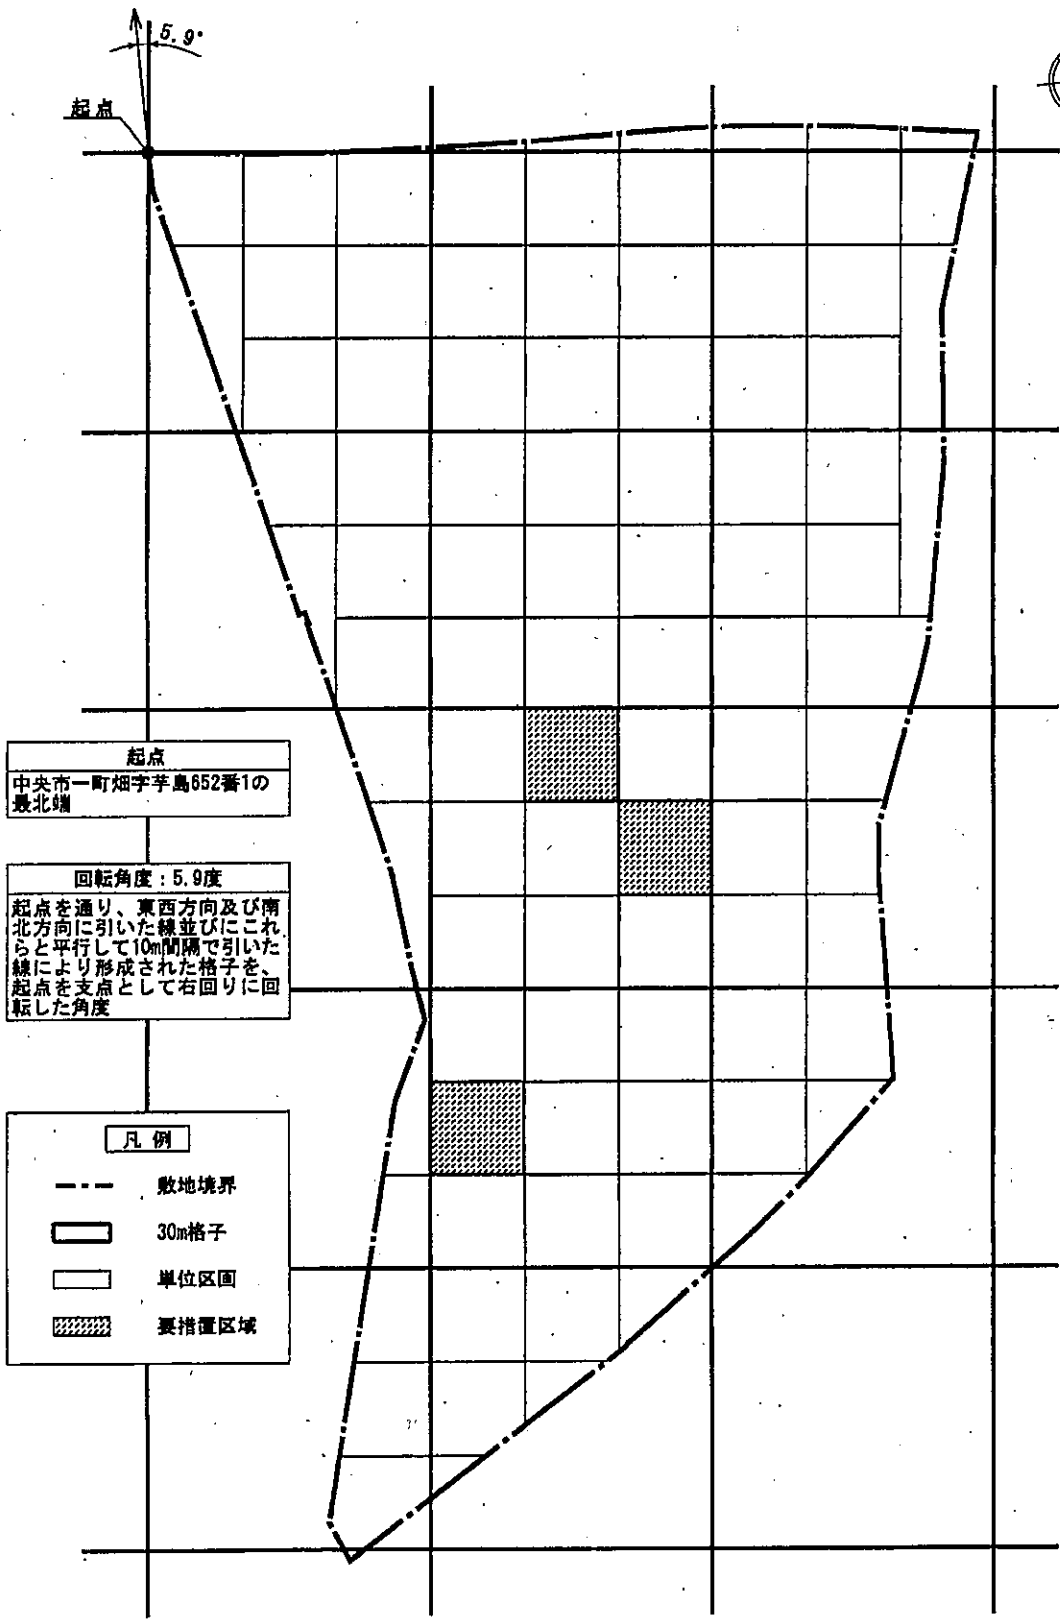 5.9°
起点
起点
中央市一町畑字芋島652番1の
最北端
回転角度：5.9度
起点を通り、東西方向及び南
北方向に引いた線並びにこれ
らと平行して10m間隔で引いた
線により形成された格子を、
起点を支点として右回りに回
転した角度
凡例
敷地境界
30m格子
単位区画
要措置区域